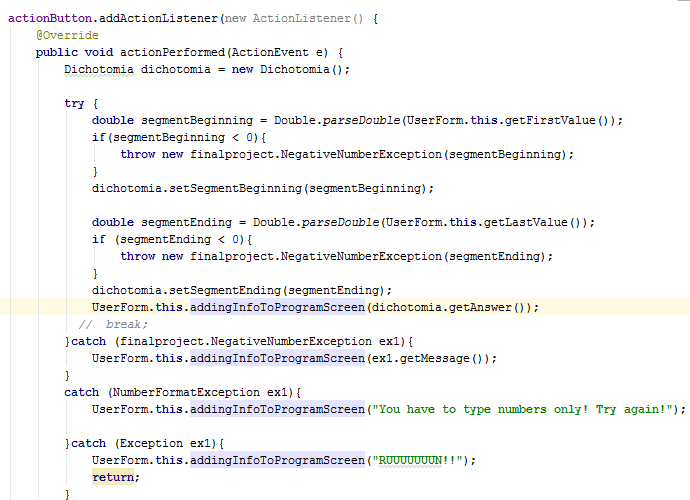 actionButton.addActionListener(new ActionListener() {
@Override
public void actionPerformed(ActionEvent e) {
Dichotomia dichotomia = new Dichotomia();
try {
double segmentBeginning = Double.parseDouble(UserForm.this.getFirstValue());
if(segmentBeginning < 0){
throw new finalproject.NegativeNumberException(segmentBeginning);
}
dichotomia.setSegmentBeginning(segmentBeginning);
double segmentEnding = Double.parseDouble(UserForm.this.getLastValue());
if (segmentEnding < 0){
throw new finalproject.NegativeNumberException(segmentEnding);
}
dichotomia.setSegmentEnding(segmentEnding);
UserForm.this.addingInfoToProgramScreen(dichotomia.getAnswer());
// break;
}catch (finalproject.NegativeNumberException ex1){
UserForm.this.addingInfoToProgramScreen(ex1.getMessage());
}
catch (NumberFormatException ex1){
UserForm.this.addingInfoToProgramScreen("You have to type numbers only! Try again!");
}catch (Exception ex1){
UserForm.this.addingInfoToProgramScreen("RUUUUUUUN!!");
return;
}